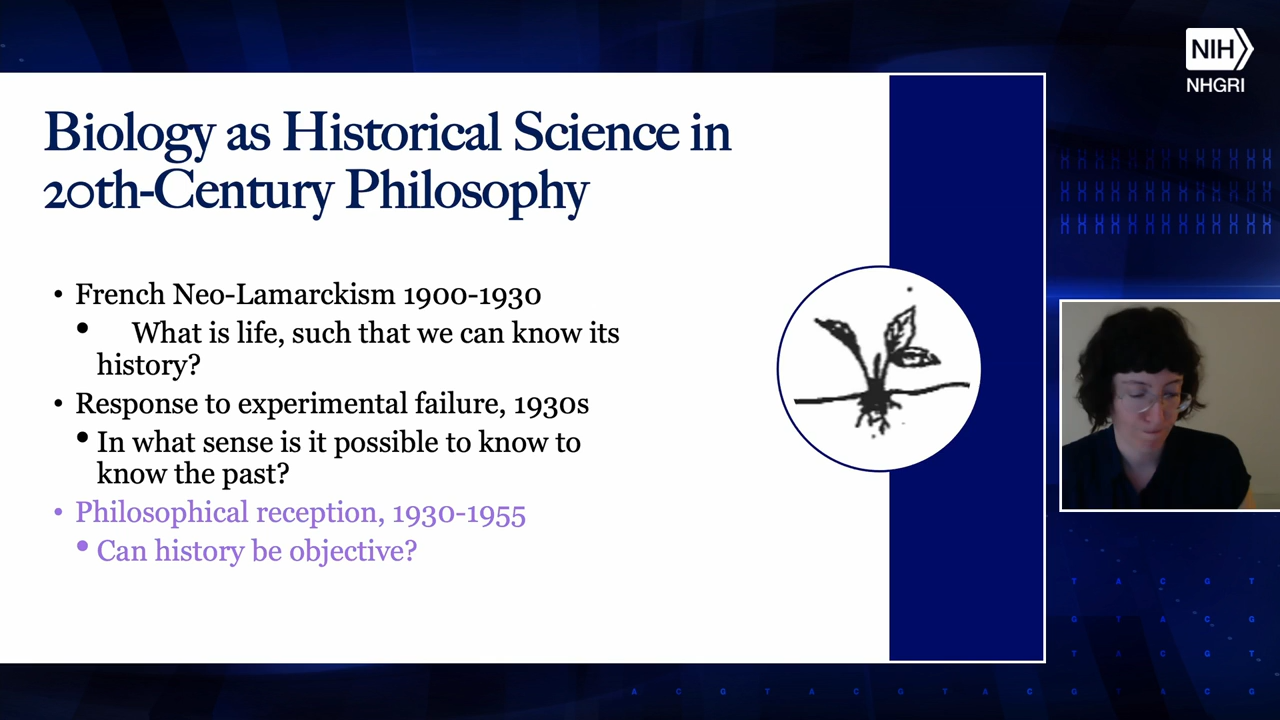 NIH
NHGRI
Biology as Historical Science in
20th-Century Philosophy
• French Neo-Lamarckism 1900-1930
• What is life, such that we can know its
history?
• Response to experimental failure, 1930s
• In what sense is it possible to know to
know the past?
• Philosophical reception, 1930-1955
• Can history be objective?
T A C G T
G T A C G
T A C G T
A C G T A C G T A C G T A C G